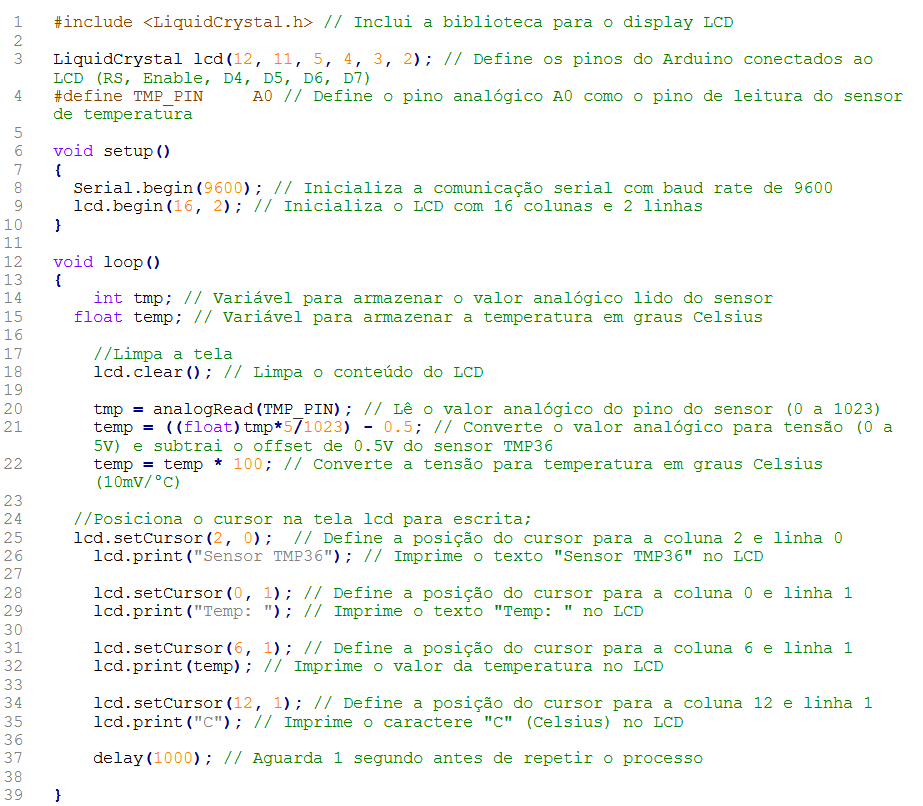 1 #include <LiquidCrystal.h> // Inclui a biblioteca para o display LCD
2
3 LiquidCrystal lcd(12, 11, 5, 4, 3, 2); // Define os pinos do Arduino conectados ao
LCD (RS, Enable, D4, D5, D6, D7)
4 #define TMP_PIN     A0 // Define o pino analógico A0 como o pino de leitura do sensor
de temperatura
5
6 void setup()
7 {
8   Serial.begin(9600); // Inicializa a comunicação serial com baud rate de 9600
9   lcd.begin(16, 2); // Inicializa o LCD com 16 colunas e 2 linhas
10 }
11
12 void loop()
13 {
14     int tmp; // Variável para armazenar o valor analógico lido do sensor
15   float temp; // Variável para armazenar a temperatura em graus Celsius
16
17     //Limpa a tela
18     lcd.clear(); // Limpa o conteúdo do LCD
19
20     tmp = analogRead(TMP_PIN); // Lê o valor analógico do pino do sensor (0 a 1023)
21     temp = ((float)tmp*5/1023) - 0.5; // Converte o valor analógico para tensão (0 a
5V) e subtrai o offset de 0.5V do sensor TMP36
22     temp = temp * 100; // Converte a tensão para temperatura em graus Celsius
(10mV/°C)
23
24   //Posiciona o cursor na tela lcd para escrita;
25   lcd.setCursor(2, 0);  // Define a posição do cursor para a coluna 2 e linha 0
26     lcd.print("Sensor TMP36"); // Imprime o texto "Sensor TMP36" no LCD
27
28     lcd.setCursor(0, 1); // Define a posição do cursor para a coluna 0 e linha 1
29     lcd.print("Temp: "); // Imprime o texto "Temp: " no LCD
30
31     lcd.setCursor(6, 1); // Define a posição do cursor para a coluna 6 e linha 1
32     lcd.print(temp); // Imprime o valor da temperatura no LCD
33
34     lcd.setCursor(12, 1); // Define a posição do cursor para a coluna 12 e linha 1
35     lcd.print("C"); // Imprime o caractere "C" (Celsius) no LCD
36
37     delay(1000); // Aguarda 1 segundo antes de repetir o processo
38
39 }